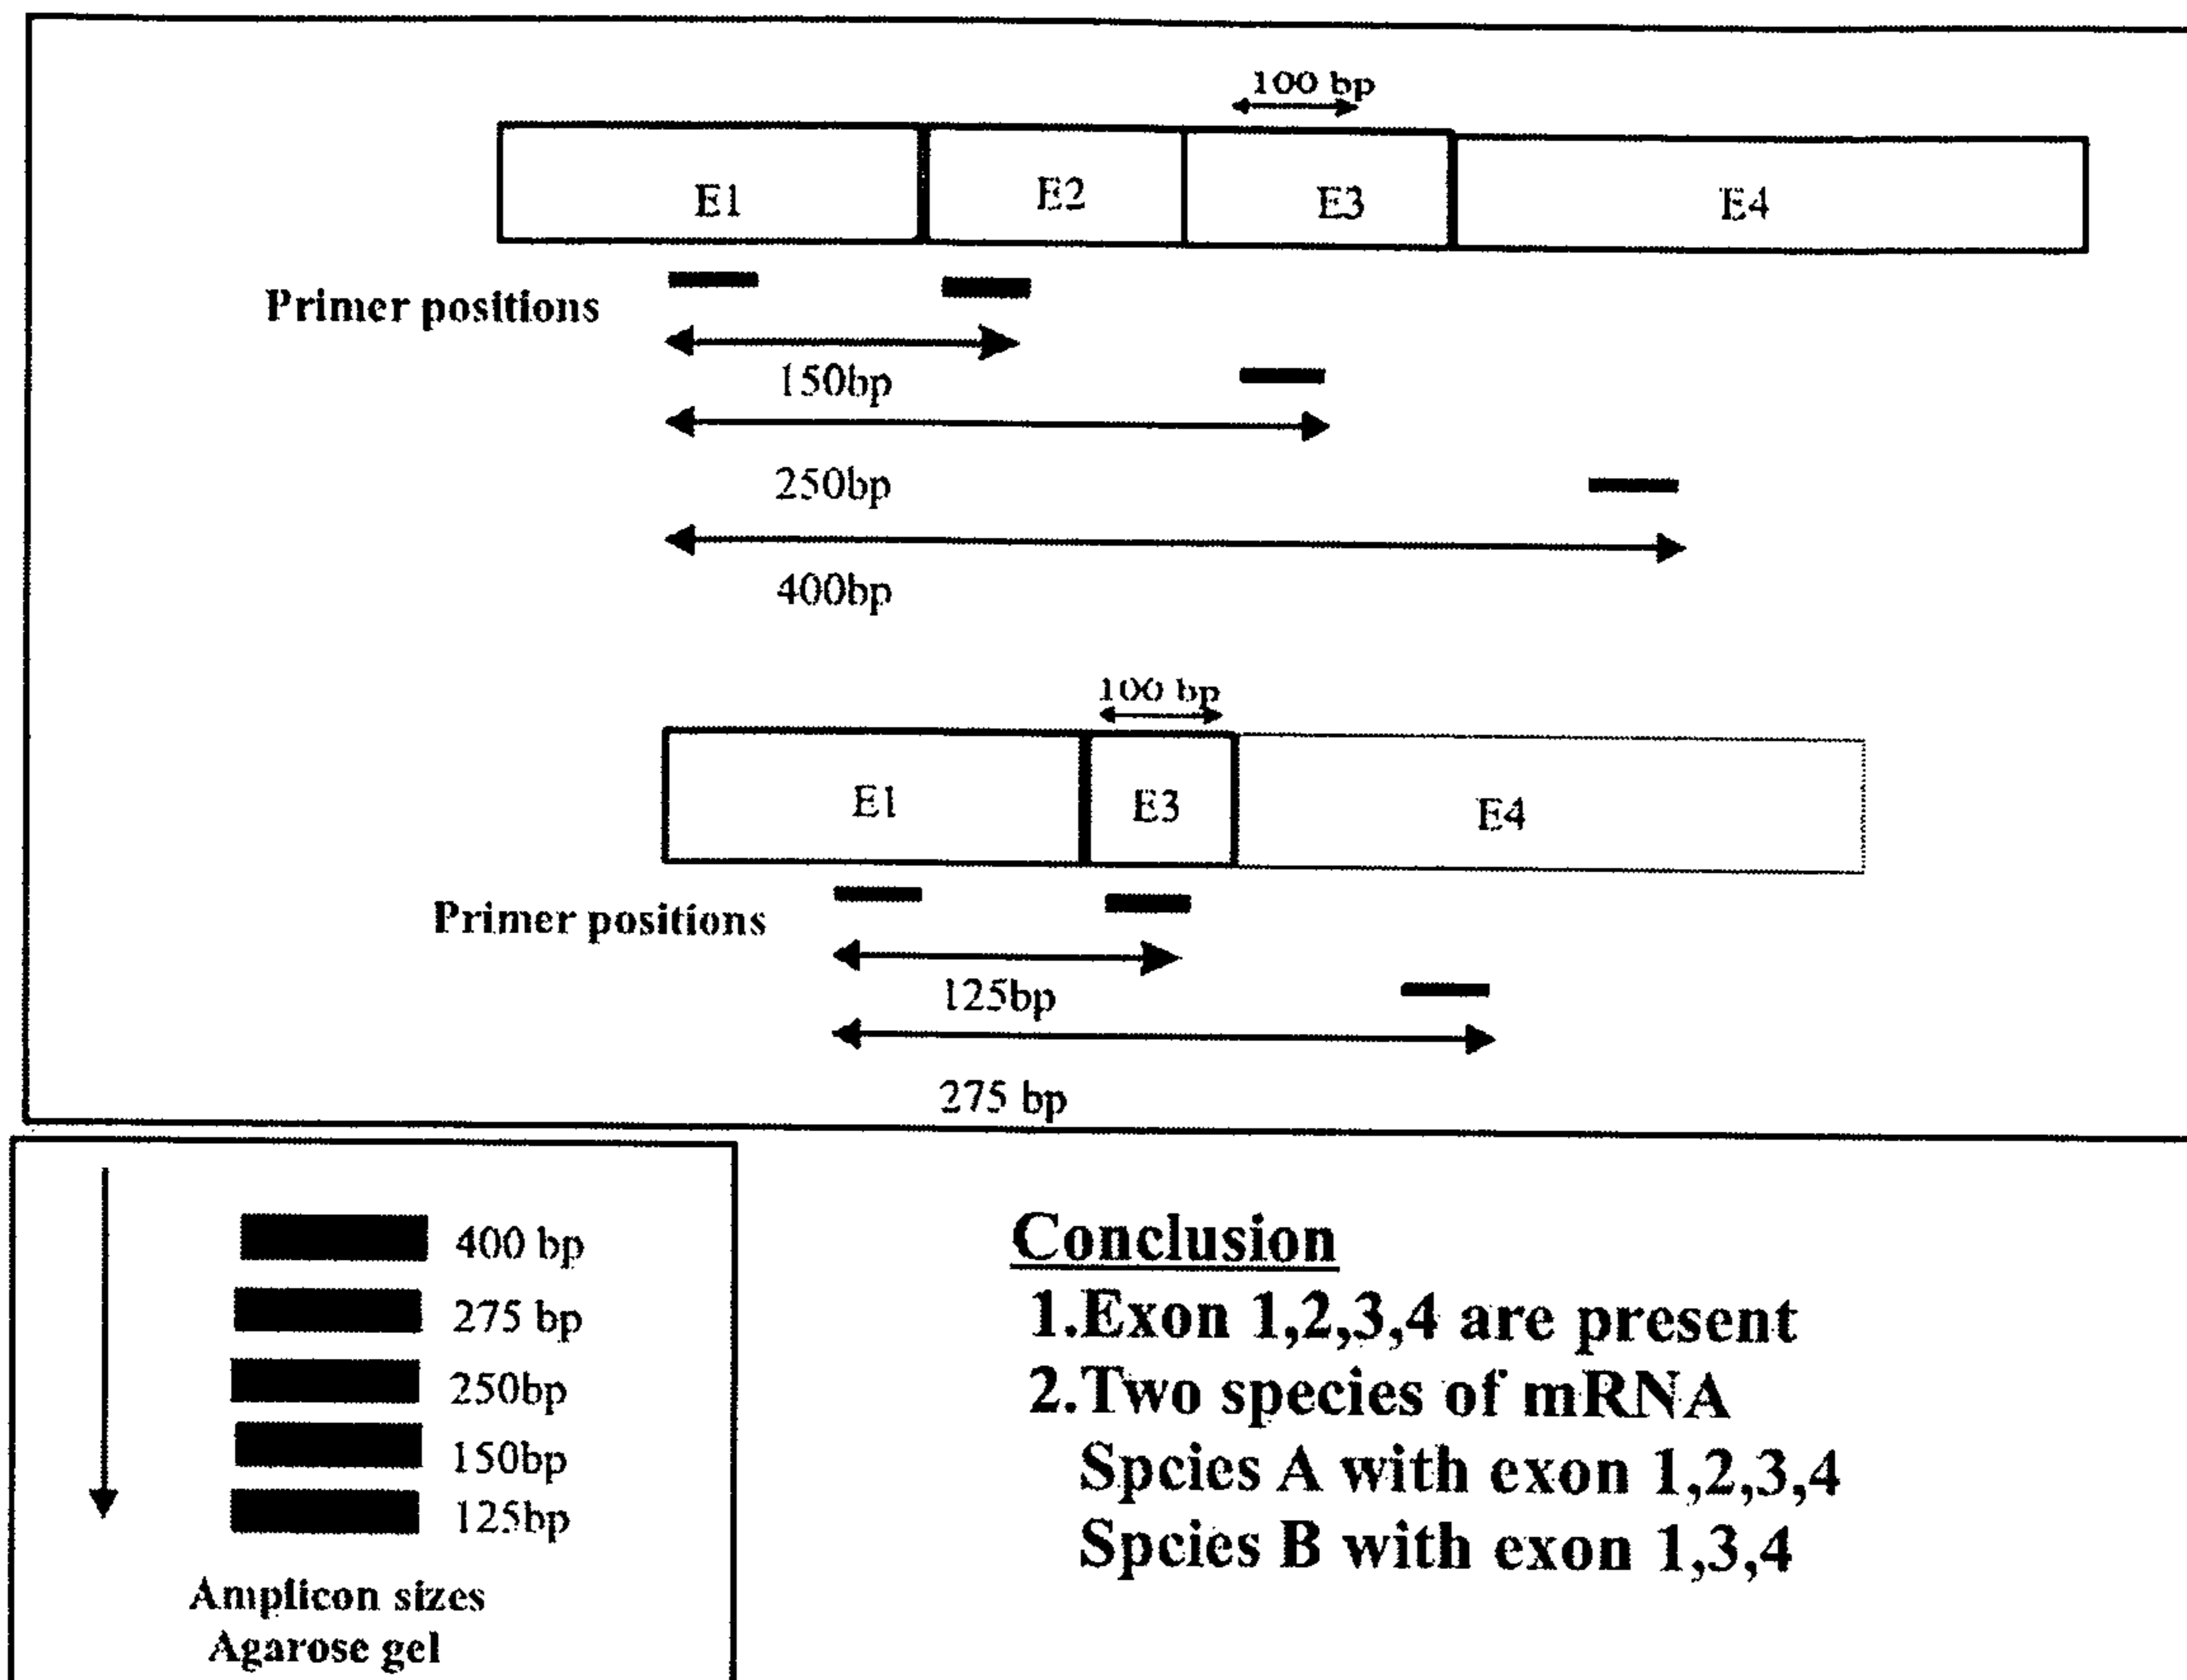 100 bp
E1
E2
E3
E4
Primer positions
150bp
250bp
400bp
100 bp
E1
E3
E4
Primer positions
125bp
275 bp
400 bp
275 bp
250bp
150bp
125bp
Amplicon sizes
Agarose gel
Conclusion
1.Exon 1,2,3,4 are present
2.Two species of mRNA
Spcies A with exon 1,2,3,4
Spcies B with exon 1,3,4